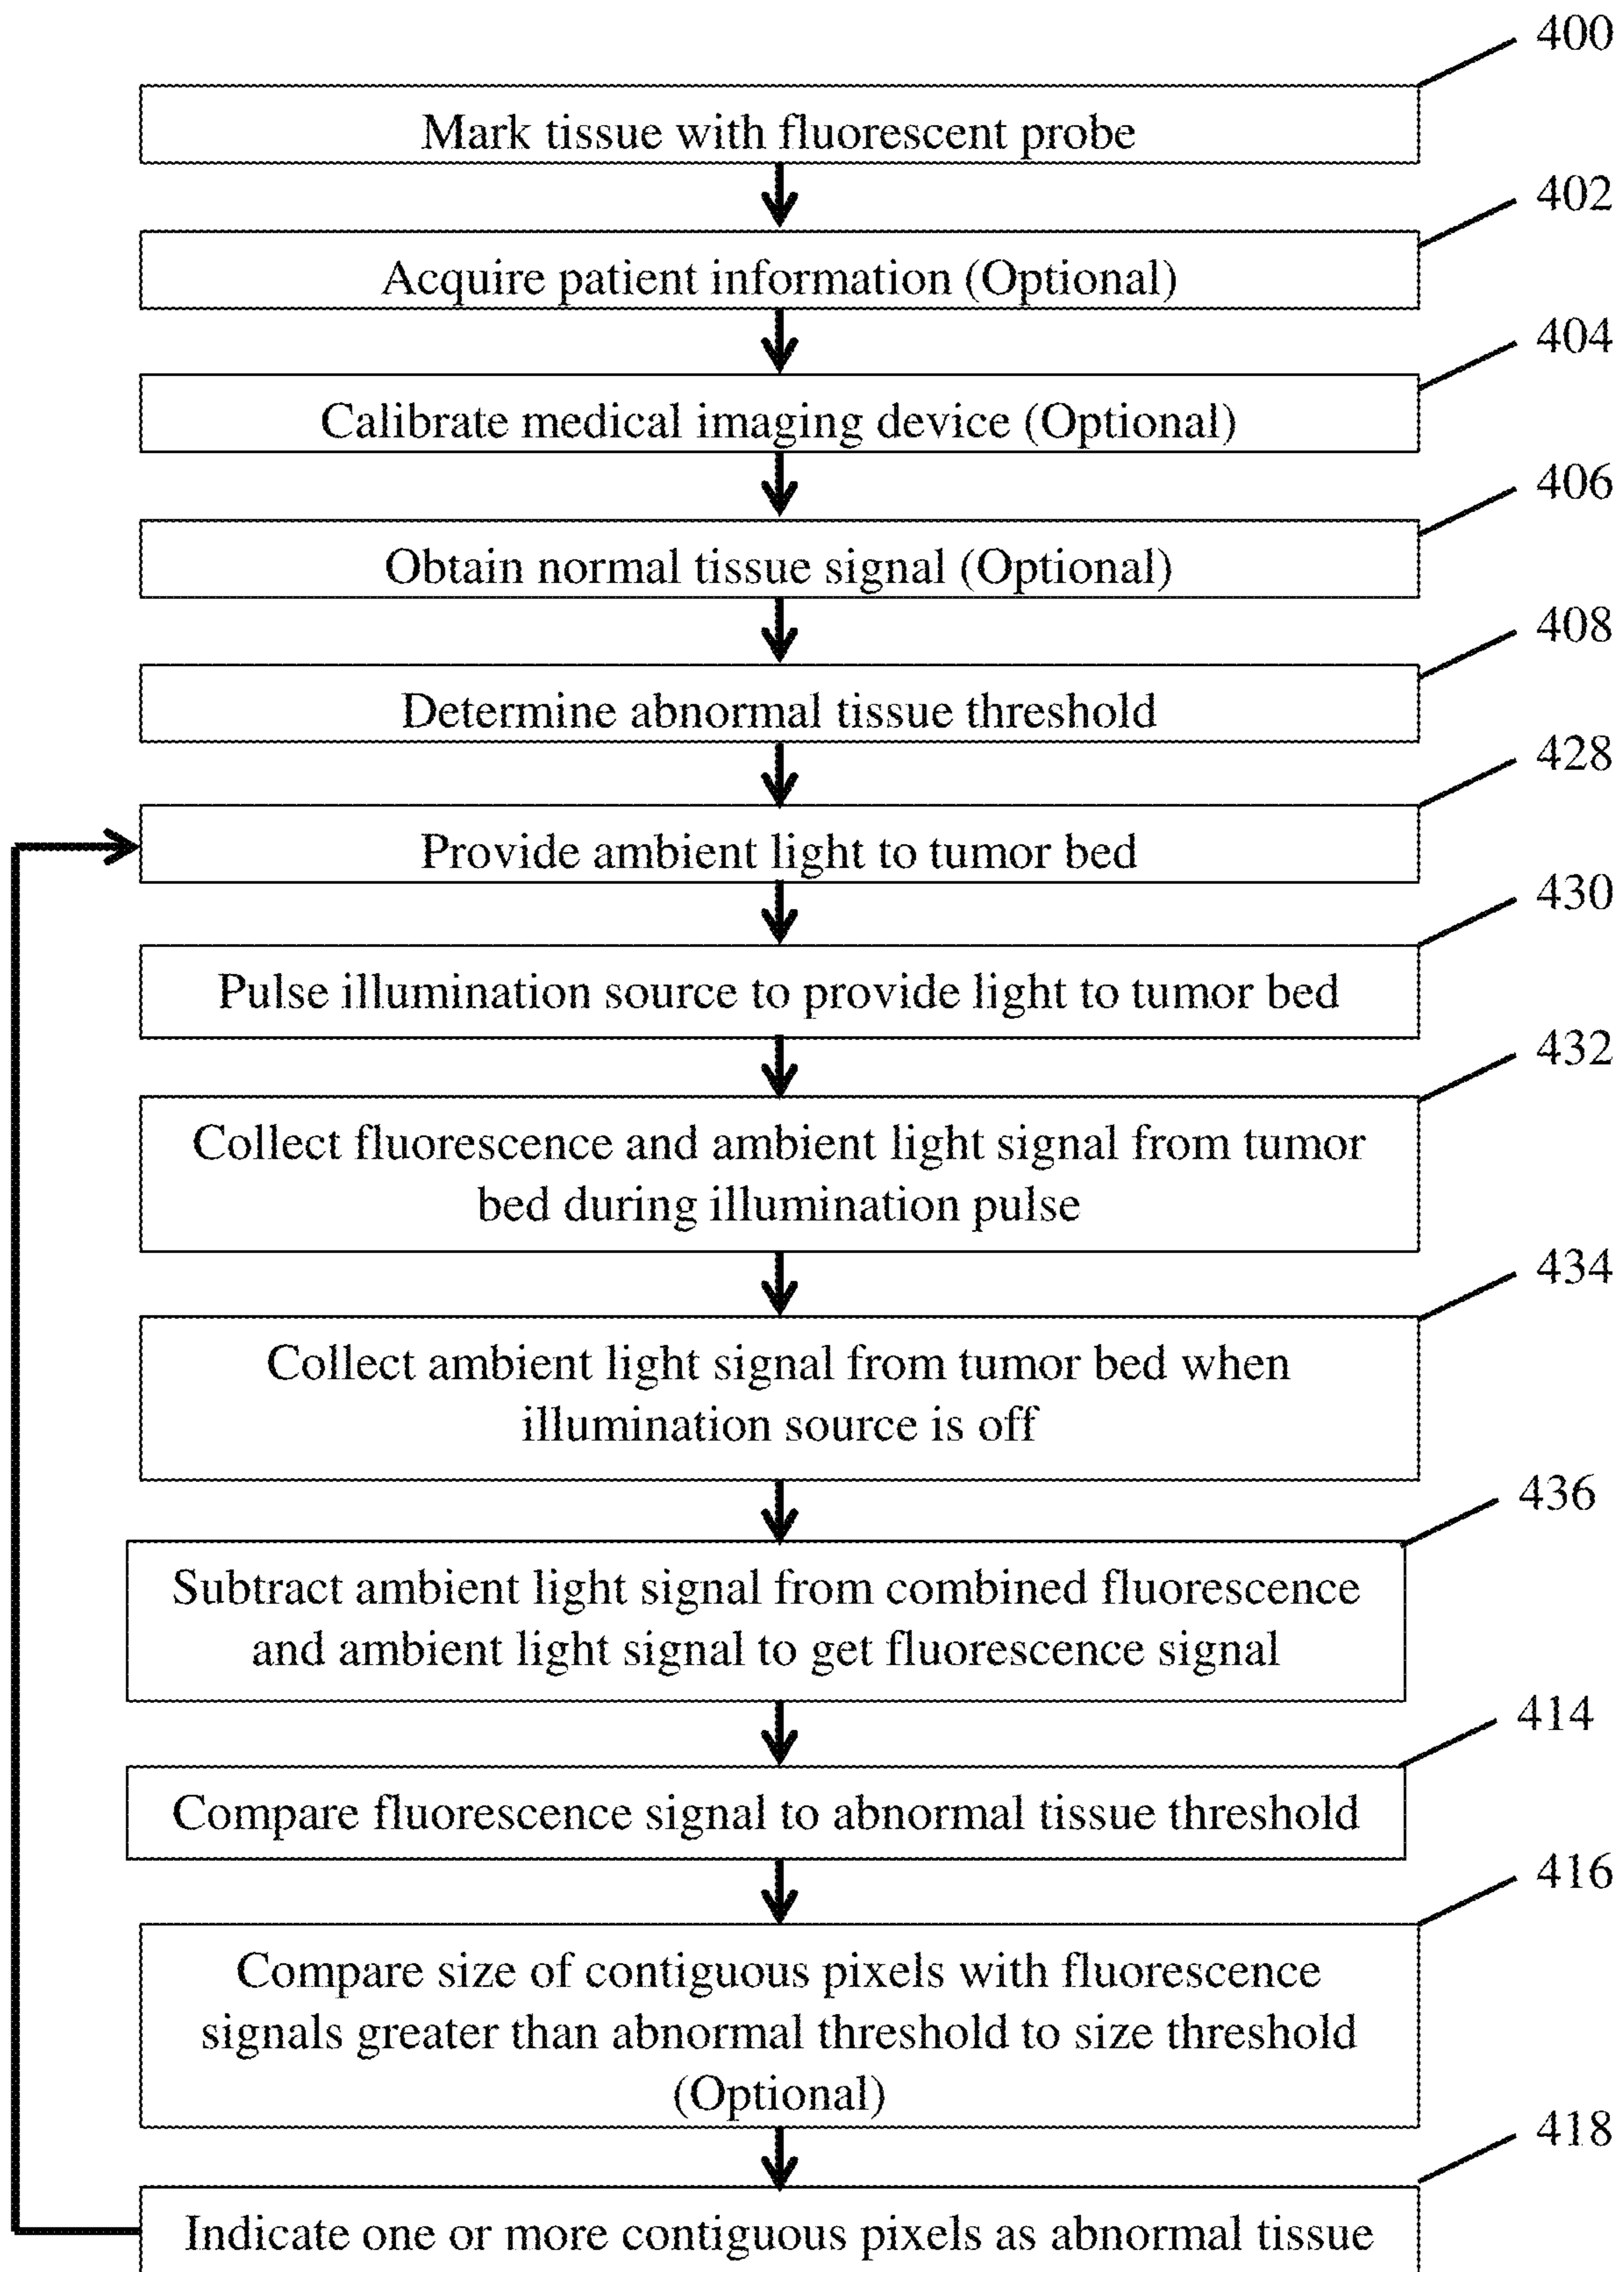 400
Mark tissue with fluorescent probe
402
Acquire patient information (Optional)
404
Calibrate medical imaging device (Optional)
406
Obtain normal tissue signal (Optional)
408
Determine abnormal tissue threshold
428
Provide ambient light to tumor bed
430
Pulse illumination source to provide light to tumor bed
432
Collect fluorescence and ambient light signal from tumor
bed during illumination pulse
434
Collect ambient light signal from tumor bed when
illumination source is off
436
Subtract ambient light signal from combined fluorescence
and ambient light signal to get fluorescence signal
414
Compare fluorescence signal to abnormal tissue threshold
416
Compare size of contiguous pixels with fluorescence
signals greater than abnormal threshold to size threshold
(Optional)
418
Indicate one or more contiguous pixels as abnormal tissue